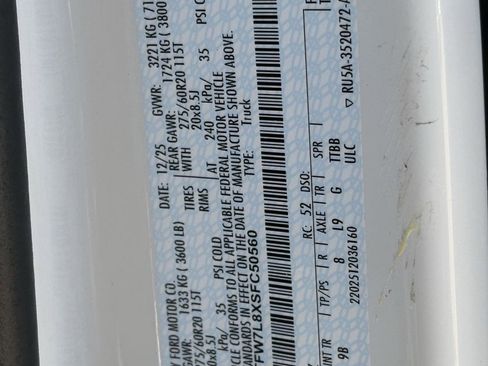 Y FORD MOTOR CO. DATE: 12/25 GVWR: 3221 KG ( 71
GAWR: 1633 KG ( 3600 LB) REAR GAWR: 1724 KG ( 3800
275/60R20 115T TIRES WITH 275/60R20 115T
20x8.5J RIMS 20x8.5J
kPa/ 35 PSI COLD AT 240 kPa/ 35 PSI CO
CONFORMS TO ALL APPLICABLE FEDERAL MOTOR VEHICLE
STANDARDS IN EFFECT ON THE DATE OF MANUFACTURE SHOWN ABOVE.
FW7L8XSFC50560 TYPE: Truck
RC: 52 DSO:
INT TR | TP/PS | R | AXLE | TR | SPR
9B 8 L9 G TTBB
ULC
2202512036160
RU5A-3520472-A